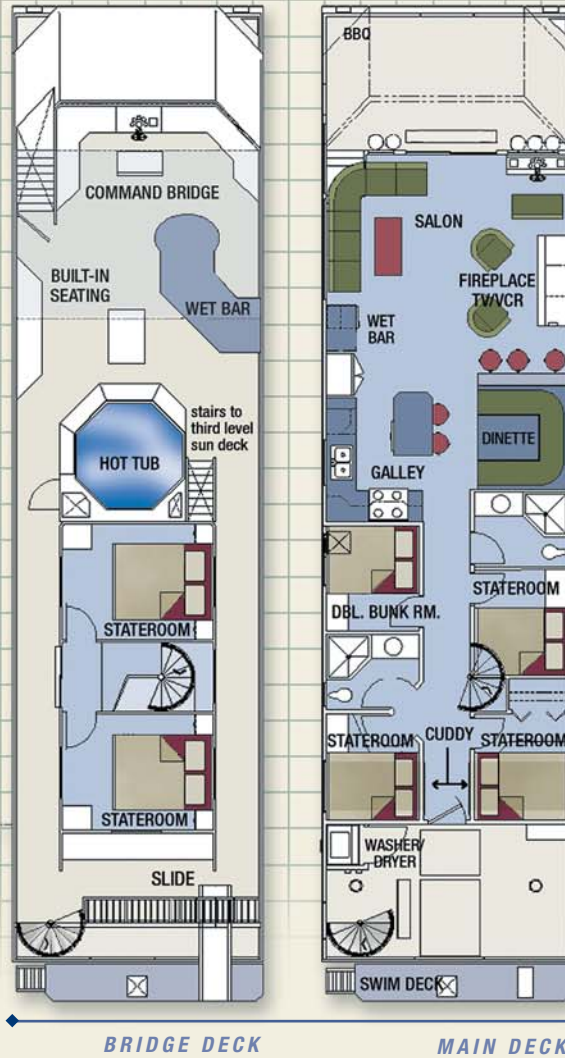 COMMAND BRIDGE
BUILT-IN
SEATING
WET BAR
HOT TUB
stairs to
third level
sun deck
STATEROOM
STATEROOM
SLIDE
BRIDGE DECK
BBQ
SALON
FIREPLACE
TV/VCR
WET
BAR
DINETTE
GALLEY
STATEROOM
DBL. BUNK RM.
STATEROOM
CUDDY
STATEROOM
WASHER/
DRYER
SWIM DECK
MAIN DECK